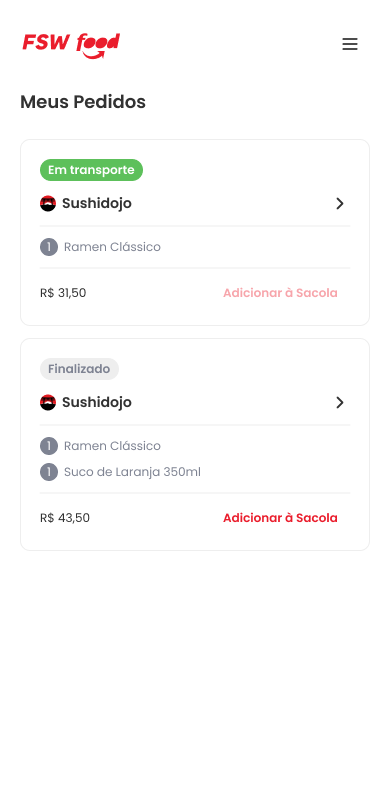 FSW food
Meus Pedidos
Em transporte
Sushidojo
1 Ramen Clássico
R$ 31,50 Adicionar à Sacola
Finalizado
Sushidojo
1 Ramen Clássico
1 Suco de Laranja 350ml
R$ 43,50 Adicionar à Sacola